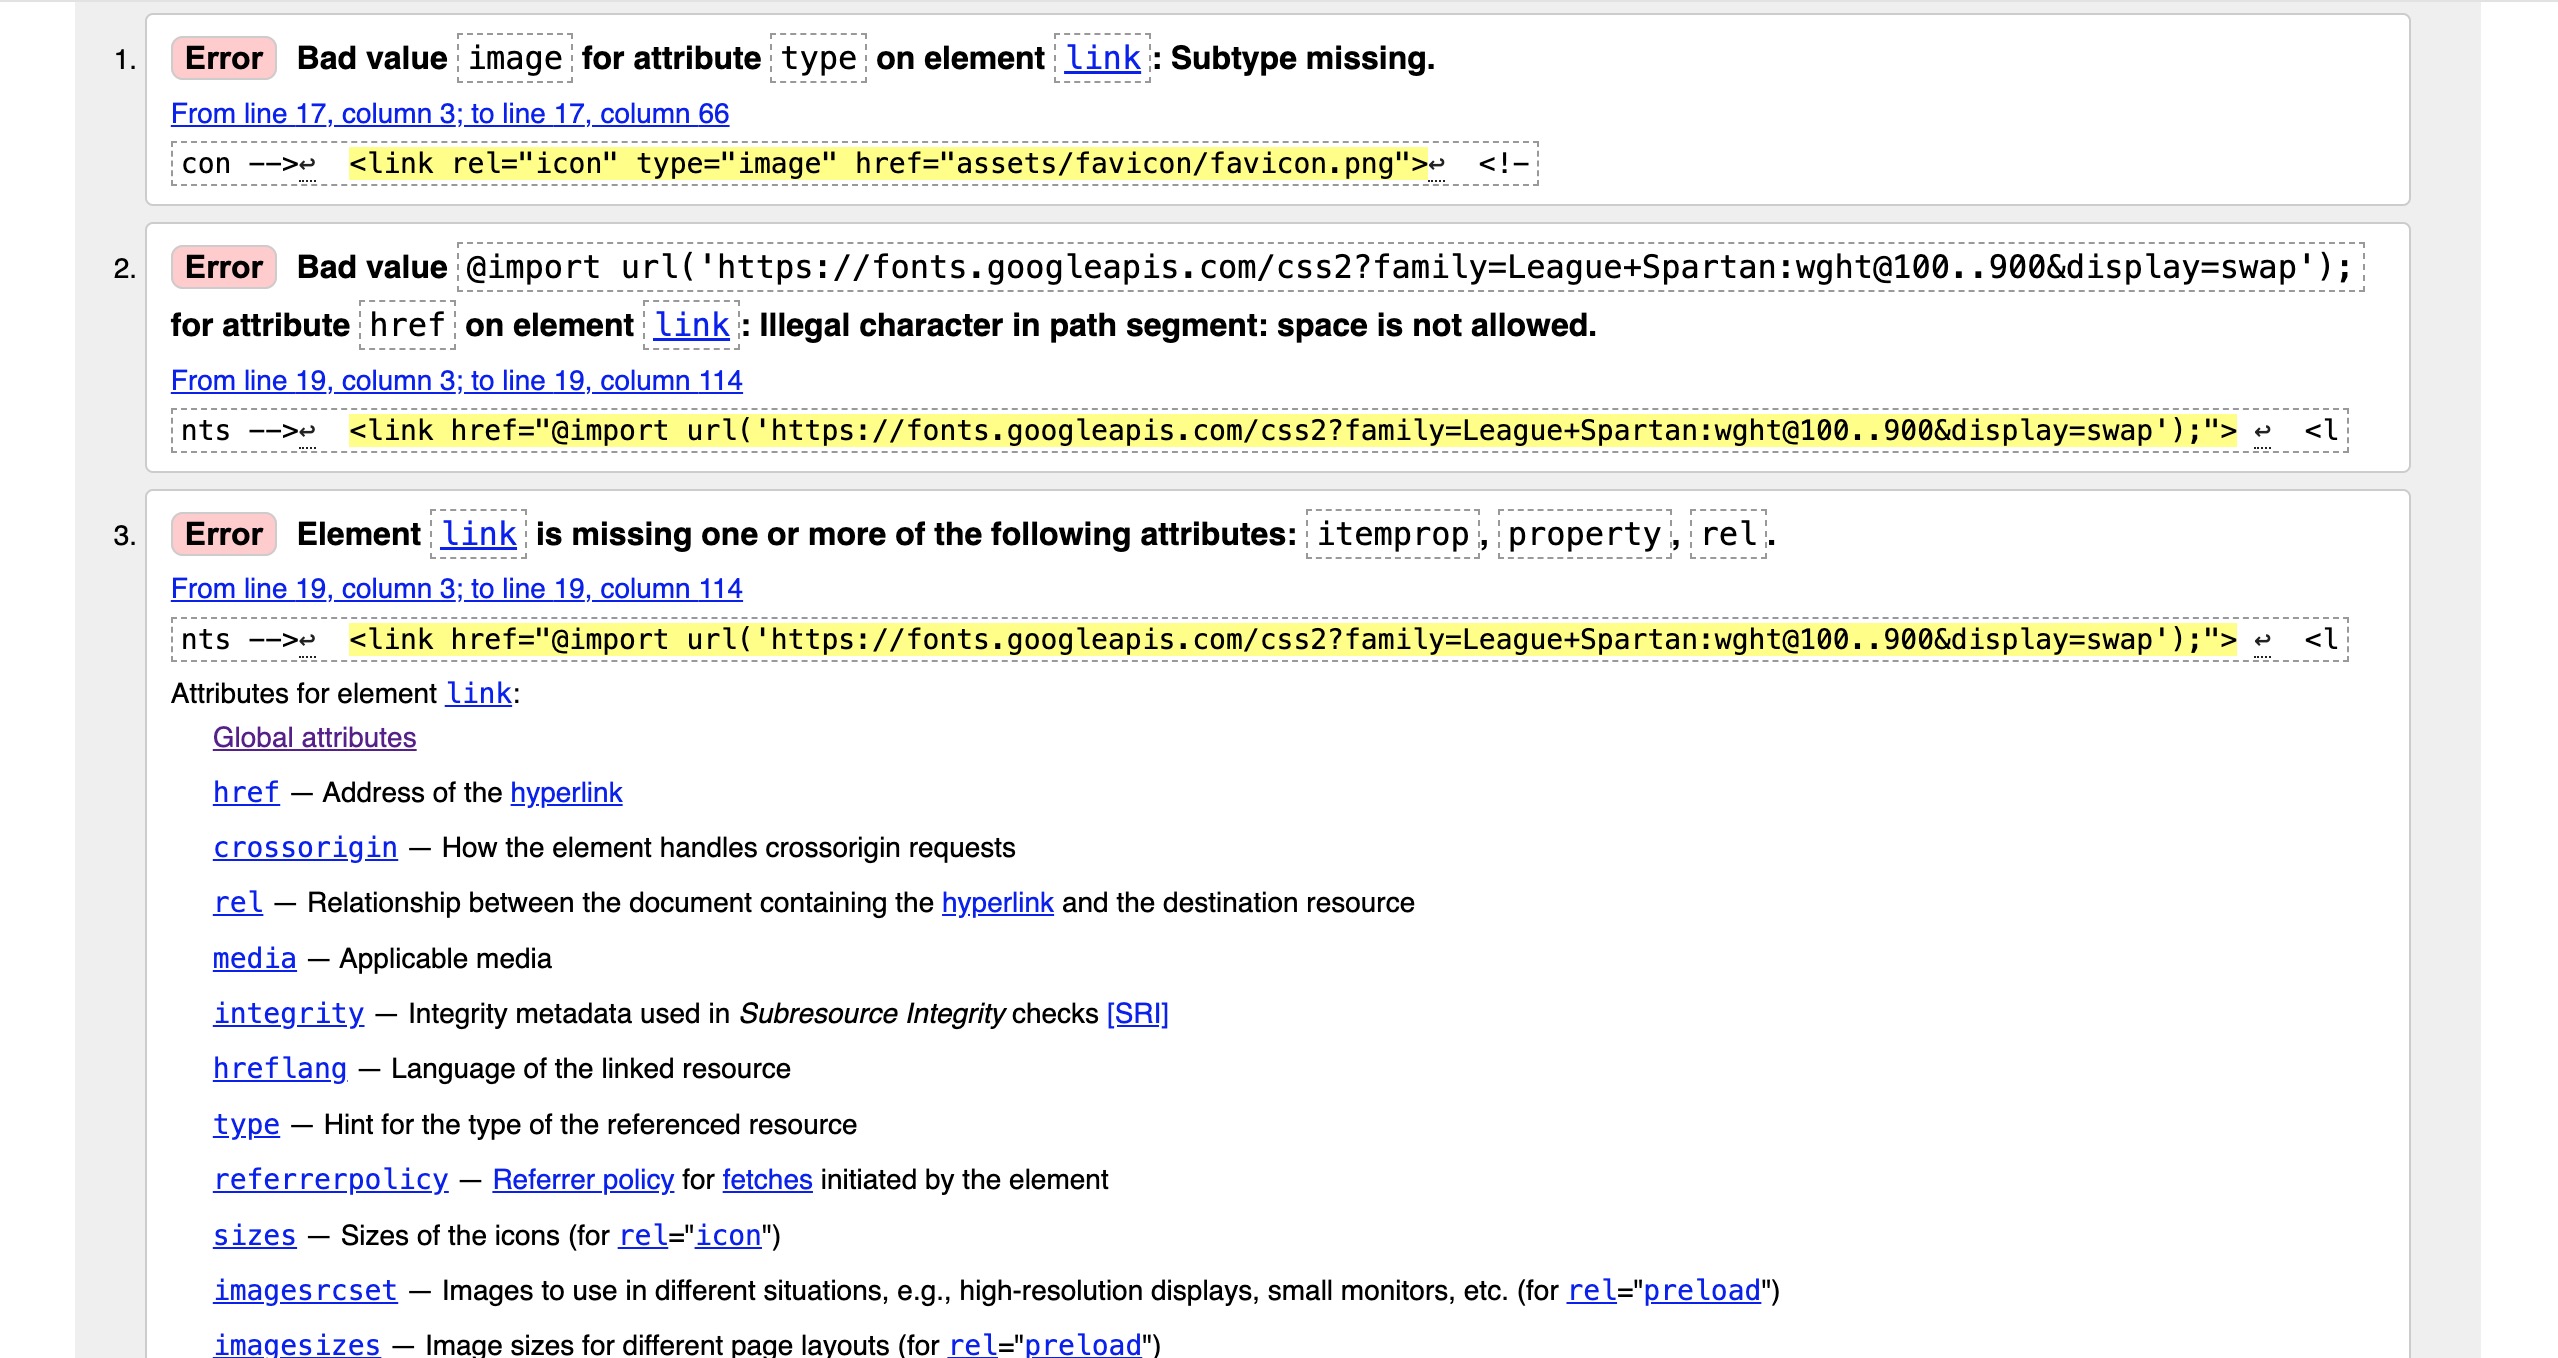 1. Error Bad value image for attribute type on element link: Subtype missing.
From line 17, column 3; to line 17, column 66
con -->↩  <link rel="icon" type="image" href="assets/favicon/favicon.png">↩  <!-
2. Error Bad value @import url('https://fonts.googleapis.com/css2?family=League+Spartan:wght@100..900&display=swap');
for attribute href on element link: Illegal character in path segment: space is not allowed.
From line 19, column 3; to line 19, column 114
nts -->↩  <link href="@import url('https://fonts.googleapis.com/css2?family=League+Spartan:wght@100..900&display=swap');"> ↩  <l
3. Error Element link is missing one or more of the following attributes: itemprop, property, rel.
From line 19, column 3; to line 19, column 114
nts -->↩  <link href="@import url('https://fonts.googleapis.com/css2?family=League+Spartan:wght@100..900&display=swap');"> ↩  <l
Attributes for element link:
Global attributes
href — Address of the hyperlink
crossorigin — How the element handles crossorigin requests
rel — Relationship between the document containing the hyperlink and the destination resource
media — Applicable media
integrity — Integrity metadata used in Subresource Integrity checks [SRI]
hreflang — Language of the linked resource
type — Hint for the type of the referenced resource
referrerpolicy — Referrer policy for fetches initiated by the element
sizes — Sizes of the icons (for rel="icon")
imagesrcset — Images to use in different situations, e.g., high-resolution displays, small monitors, etc. (for rel="preload")
imagesizes — Image sizes for different page layouts (for rel="preload")